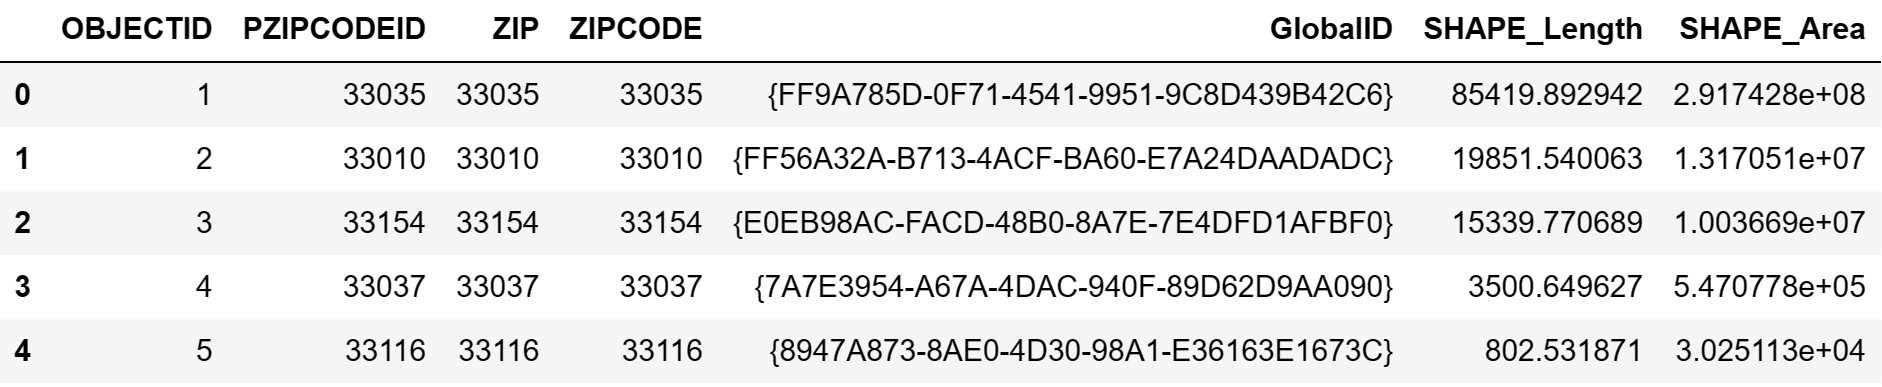 OBJECTID PZIPCODEID ZIP ZIPCODE GlobalID SHAPE_Length SHAPE_Area
0 1 33035 33035 33035 {FF9A785D-0F71-4541-9951-9C8D439B42C6} 85419.892942 2.917428e+08
1 2 33010 33010 33010 {FF56A32A-B713-4ACF-BA60-E7A24DAADADC} 19851.540063 1.317051e+07
2 3 33154 33154 33154 {E0EB98AC-FACD-48B0-8A7E-7E4DFD1AFBF0} 15339.770689 1.003669e+07
3 4 33037 33037 33037 {7A7E3954-A67A-4DAC-940F-89D62D9AA090} 3500.649627 5.470778e+05
4 5 33116 33116 33116 {8947A873-8AE0-4D30-98A1-E36163E1673C} 802.531871 3.025113e+04